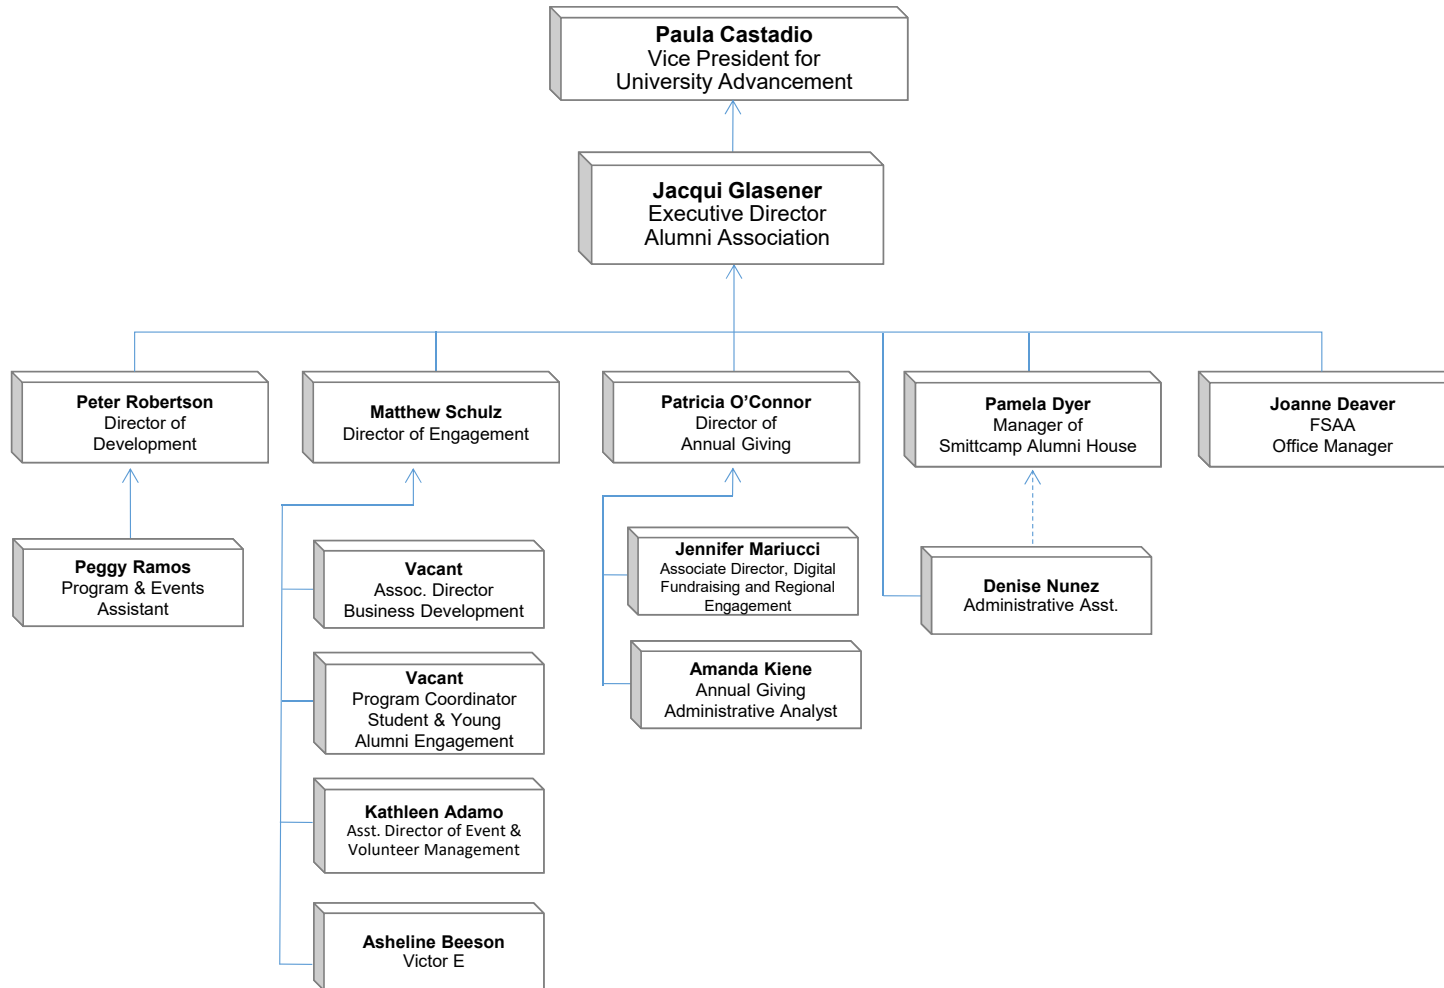 Paula Castadio
Vice President for
University Advancement
Jacqui Glasener
Executive Director
Alumni Association
Peter Robertson
Director of
Development
Matthew Schulz
Director of Engagement
Patricia O’Connor
Director of
Annual Giving
Pamela Dyer
Manager of
Smittcamp Alumni House
Joanne Deaver
FSAA
Office Manager
Peggy Ramos
Program & Events
Assistant
Vacant
Assoc. Director
Business Development
Vacant
Program Coordinator
Student & Young
Alumni Engagement
Kathleen Adamo
Asst. Director of Event &
Volunteer Management
Asheline Beeson
Victor E
Jennifer Mariucci
Associate Director, Digital
Fundraising and Regional
Engagement
Amanda Kiene
Annual Giving
Administrative Analyst
Denise Nunez
Administrative Asst.